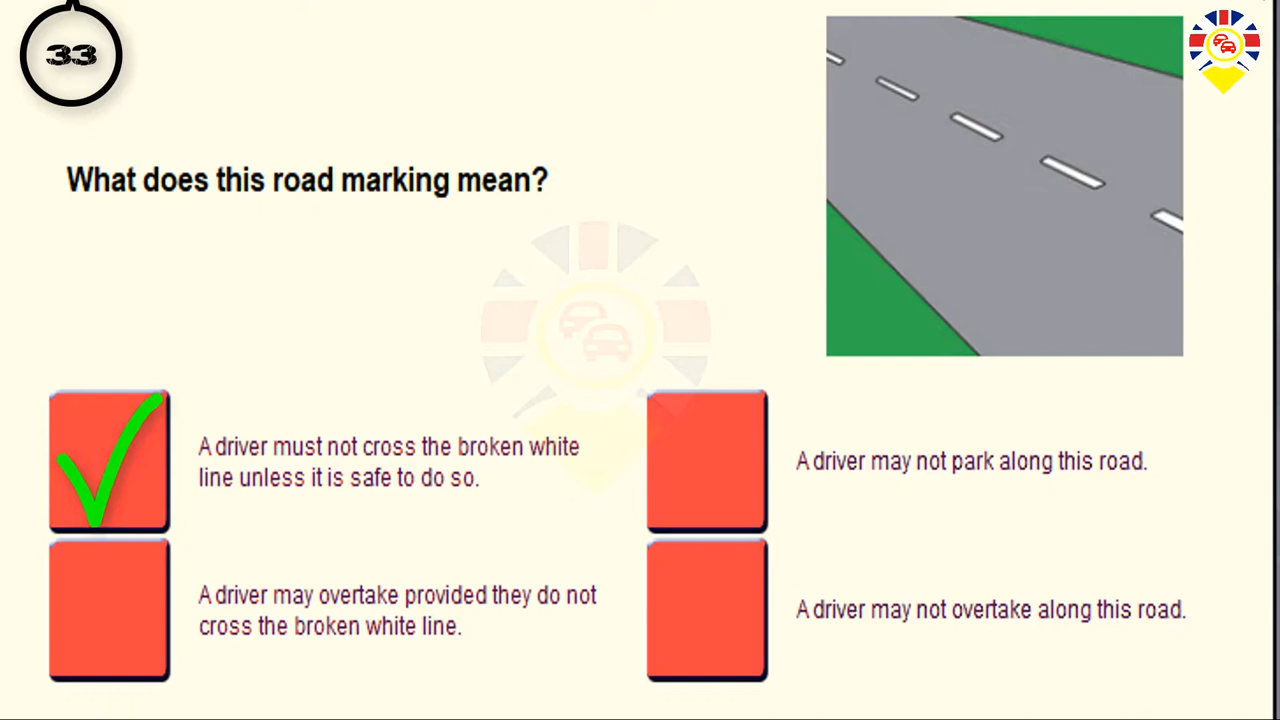 33
What does this road marking mean?
A driver must not cross the broken white
line unless it is safe to do so.
A driver may not park along this road.
A driver may overtake provided they do not
cross the broken white line.
A driver may not overtake along this road.